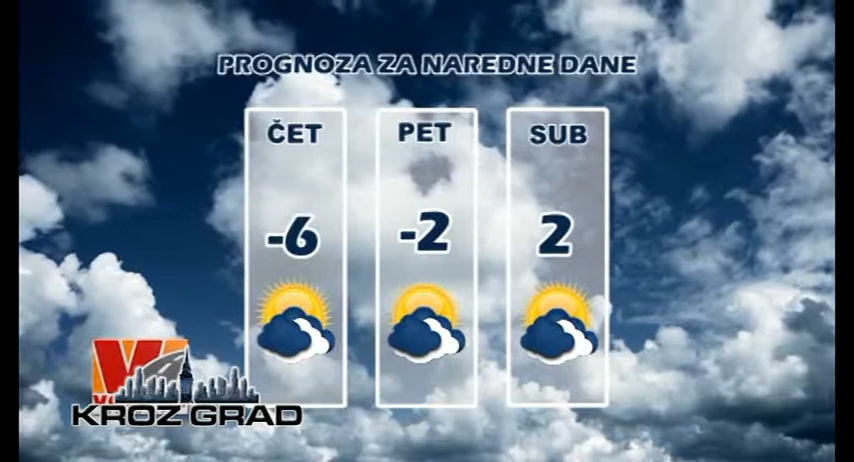 PROGNOZA ZA NAREDNE DANE
ČET PET SUB
-6 -2 2
KROZ GRAD